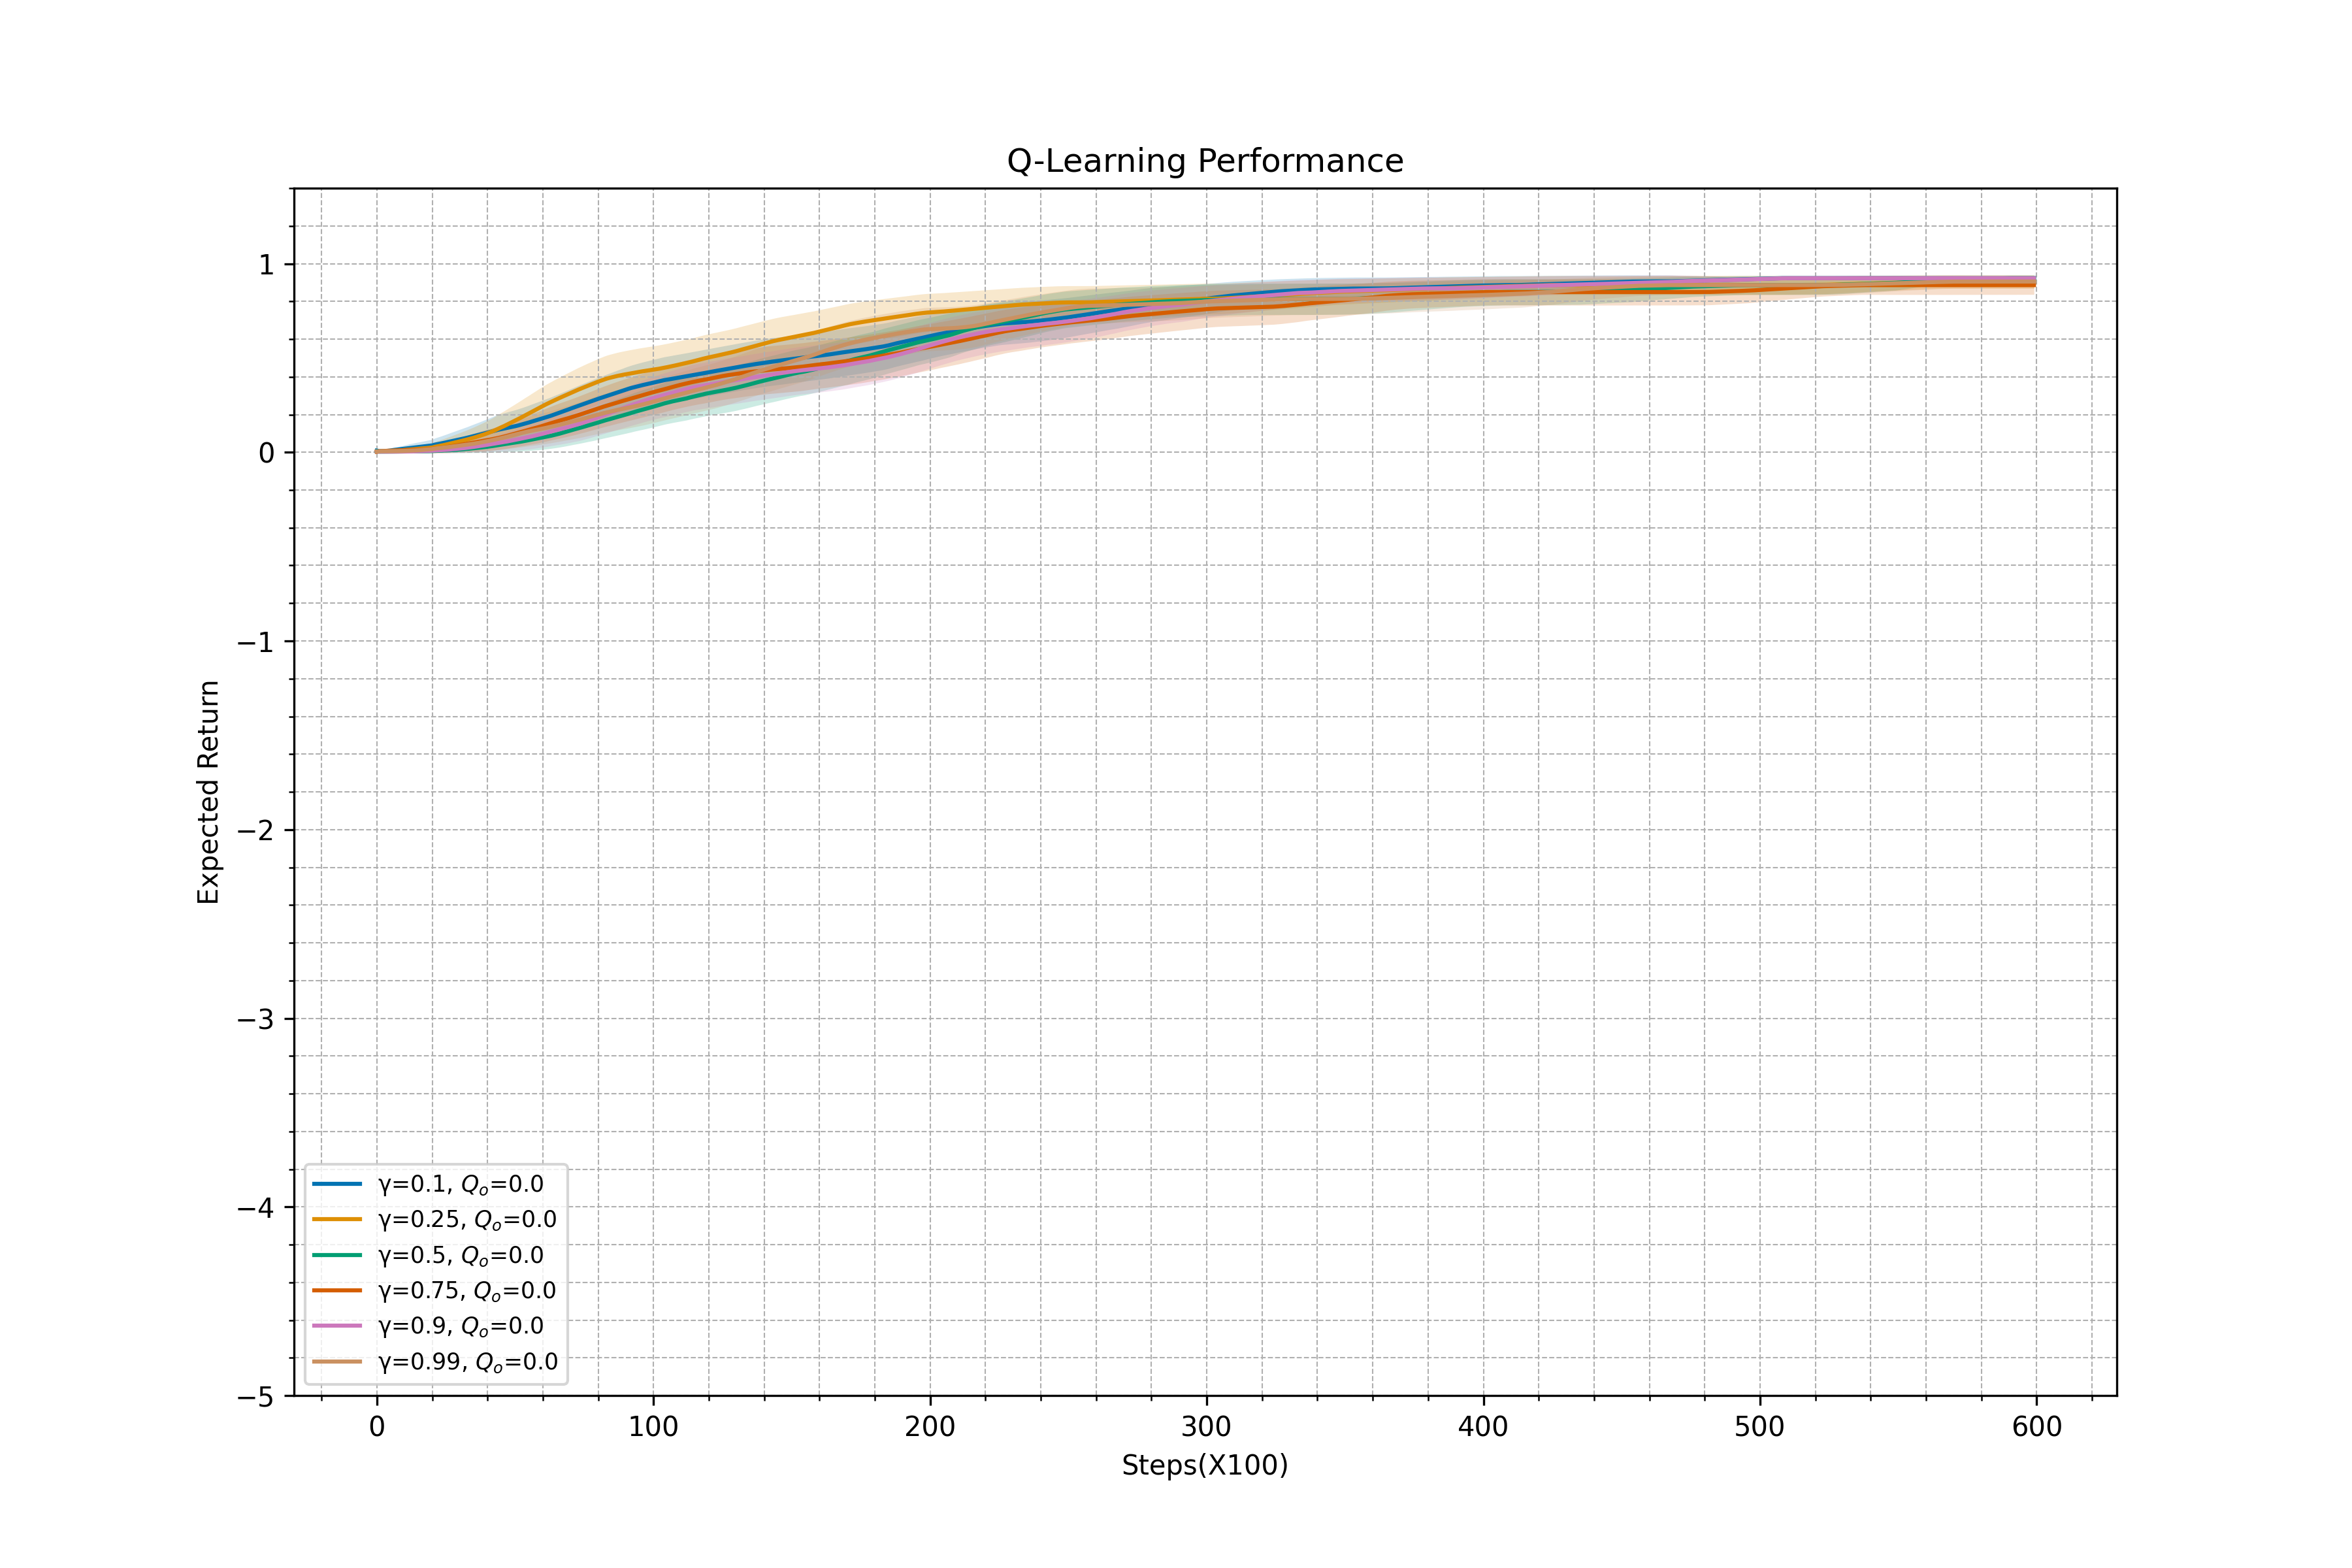 Q-Learning Performance
1
0
−1
−2
−3
−4
−5
Expected Return
γ=0.1, Qo=0.0
γ=0.25, Qo=0.0
γ=0.5, Qo=0.0
γ=0.75, Qo=0.0
γ=0.9, Qo=0.0
γ=0.99, Qo=0.0
0 100 200 300 400 500 600
Steps(X100)